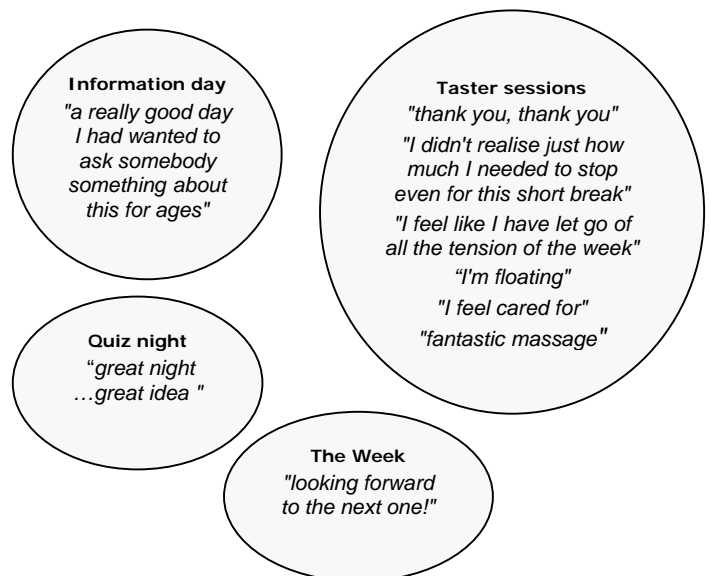 Information day
"a really good day
I had wanted to
ask somebody
something about
this for ages"
Taster sessions
"thank you, thank you"
"I didn't realise just how
much I needed to stop
even for this short break"
"I feel like I have let go of
all the tension of the week"
“I'm floating"
"I feel cared for"
"fantastic massage"
Quiz night
“great night
…great idea "
The Week
"looking forward
to the next one!"